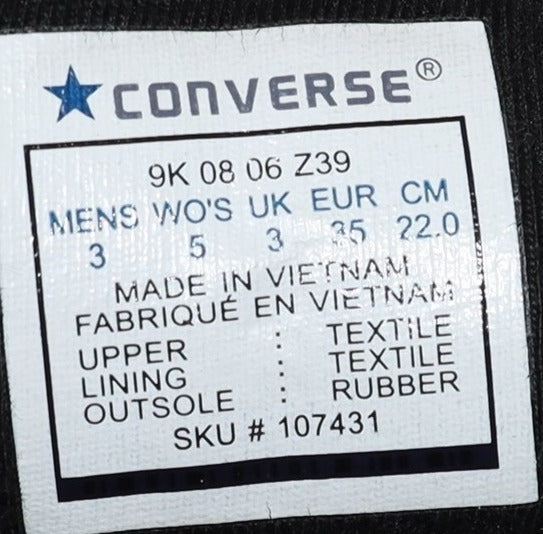 CONVERSE®
9K 08 06 Z39
MENS WO'S UK EUR CM
3 5 3 35 22.0
MADE IN VIETNAM
FABRIQUÉ EN VIETNAM
UPPER : TEXTILE
LINING : TEXTILE
OUTSOLE : RUBBER
SKU # 107431